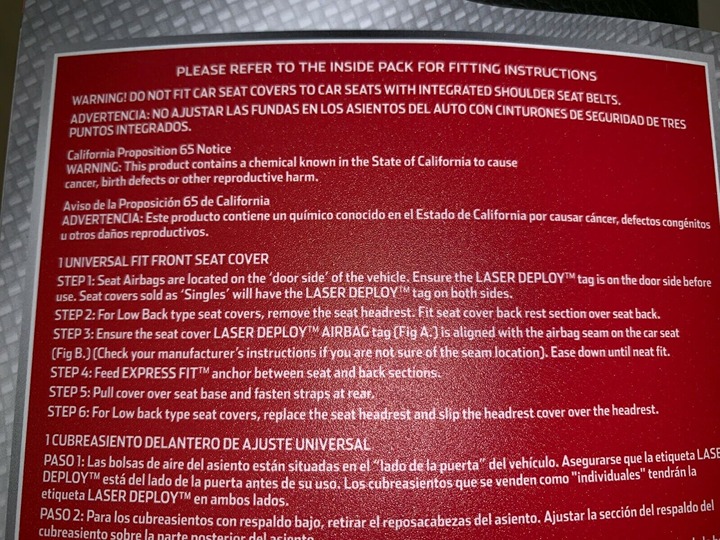 PLEASE REFER TO THE INSIDE PACK FOR FITTING INSTRUCTIONS
WARNING! DO NOT FIT CAR SEAT COVERS TO CAR SEATS WITH INTEGRATED SHOULDER SEAT BELTS.
ADVERTENCIA: NO AJUSTAR LAS FUNDAS EN LOS ASIENTOS DEL AUTO CON CINTURONES DE SEGURIDAD DE TRES
PUNTOS INTEGRADOS.
California Proposition 65 Notice
WARNING: This product contains a chemical known in the State of California to cause
cancer, birth defects or other reproductive harm.
Aviso de la Proposición 65 de California
ADVERTENCIA: Este producto contiene un químico conocido en el Estado de California por causar cáncer, defectos congénitos
u otros daños reproductivos.
1 UNIVERSAL FIT FRONT SEAT COVER
STEP 1: Seat Airbags are located on the 'door side' of the vehicle. Ensure the LASER DEPLOY™ tag is on the door side before
use. Seat covers sold as 'Singles' will have the LASER DEPLOY™ tag on both sides.
STEP 2: For Low Back type seat covers, remove the seat headrest. Fit seat cover back rest section over seat back.
STEP 3: Ensure the seat cover LASER DEPLOY™ AIRBAG tag (Fig A.) is aligned with the airbag seam on the car seat
(Fig B.) (Check your manufacturer's instructions if you are not sure of the seam location). Ease down until neat fit.
STEP 4: Feed EXPRESS FIT™ anchor between seat and back sections.
STEP 5: Pull cover over seat base and fasten straps at rear.
STEP 6: For Low back type seat covers, replace the seat headrest and slip the headrest cover over the headrest.
1 CUBREASIENTO DELANTERO DE AJUSTE UNIVERSAL
PASO 1: Las bolsas de aire del asiento están situadas en el "lado de la puerta" del vehículo. Asegurarse que la etiqueta LASE
DEPLOY™ está del lado de la puerta antes de su uso. Los cubreasientos que se venden como "individuales" tendrán la
etiqueta LASER DEPLOY™ en ambos lados.
PASO 2: Para los cubreasientos con respaldo bajo, retirar el reposacabezas del asiento. Ajustar la sección del respaldo del
cubreasiento sobre la parte posterior del asiento.